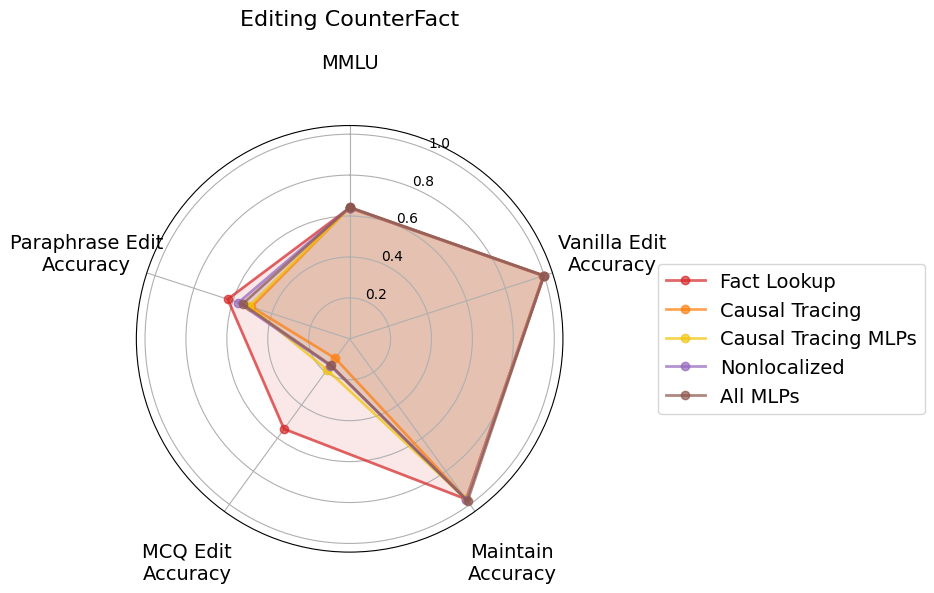 Editing CounterFact
MMLU
1.0
0.8
0.6
0.4
0.2
Paraphrase Edit
Accuracy
Vanilla Edit
Accuracy
Fact Lookup
Causal Tracing
Causal Tracing MLPs
Nonlocalized
All MLPs
MCQ Edit
Accuracy
Maintain
Accuracy